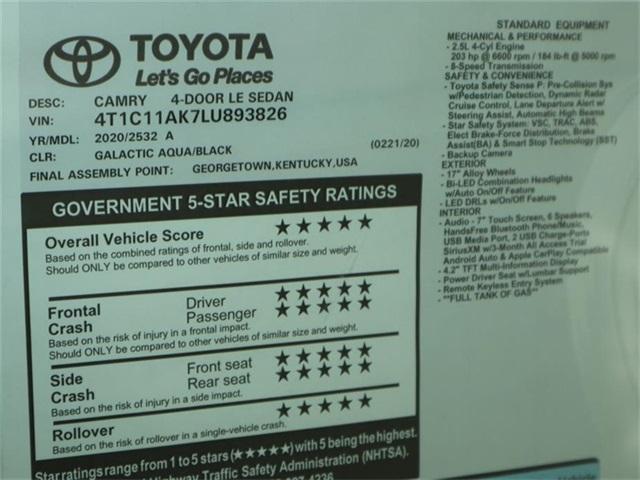 TOYOTA
Let's Go Places
DESC: CAMRY 4-DOOR LE SEDAN
VIN: 4T1C11AK7LU893826
YR/MDL: 2020/2532 A
CLR: GALACTIC AQUA/BLACK (0221/20)
FINAL ASSEMBLY POINT: GEORGETOWN,KENTUCKY,USA
GOVERNMENT 5-STAR SAFETY RATINGS
Overall Vehicle Score ★★★★★
Based on the combined ratings of frontal, side and rollover.
Should ONLY be compared to other vehicles of similar size and weight.
Frontal Crash Driver ★★★★★
Passenger ★★★★★
Based on the risk of injury in a frontal impact.
Should ONLY be compared to other vehicles of similar size and weight.
Side Crash Front seat ★★★★★
Rear seat ★★★★★
Based on the risk of injury in a side impact.
Rollover ★★★★★
Based on the risk of rollover in a single-vehicle crash.
Star ratings range from 1 to 5 stars (★★★★★) with 5 being the highest.
Highway Traffic Safety Administration (NHTSA).
STANDARD EQUIPMENT
MECHANICAL & PERFORMANCE
- 2.5L 4-Cyl Engine
203 hp @ 6600 rpm / 184 lb-ft @ 5000 rpm
- 8-Speed Transmission
SAFETY & CONVENIENCE
- Toyota Safety Sense P: Pre-Collision Sys
w/Pedestrian Detection, Dynamic Radar
Cruise Control, Lane Departure Alert w/
Steering Assist, Automatic High Beams
- Star Safety System: VSC, TRAC, ABS,
Elect Brake-Force Distribution, Brake
Assist(BA) & Smart Stop Technology (SST)
- Backup Camera
EXTERIOR
- 17" Alloy Wheels
- Bi-LED Combination Headlights
w/Auto On/Off Feature
- LED DRLs w/On/Off Feature
INTERIOR
- Audio - 7" Touch Screen, 6 Speakers,
HandsFree Bluetooth Phone/Music,
USB Media Port, 2 USB Charge-Ports
SiriusXM w/3-Month All Access Trial
Android Auto & Apple CarPlay Compatible
- 4.2" TFT Multi-Information Display
- Power Driver Seat w/Lumbar Support
- Remote Keyless Entry System
- **FULL TANK OF GAS**